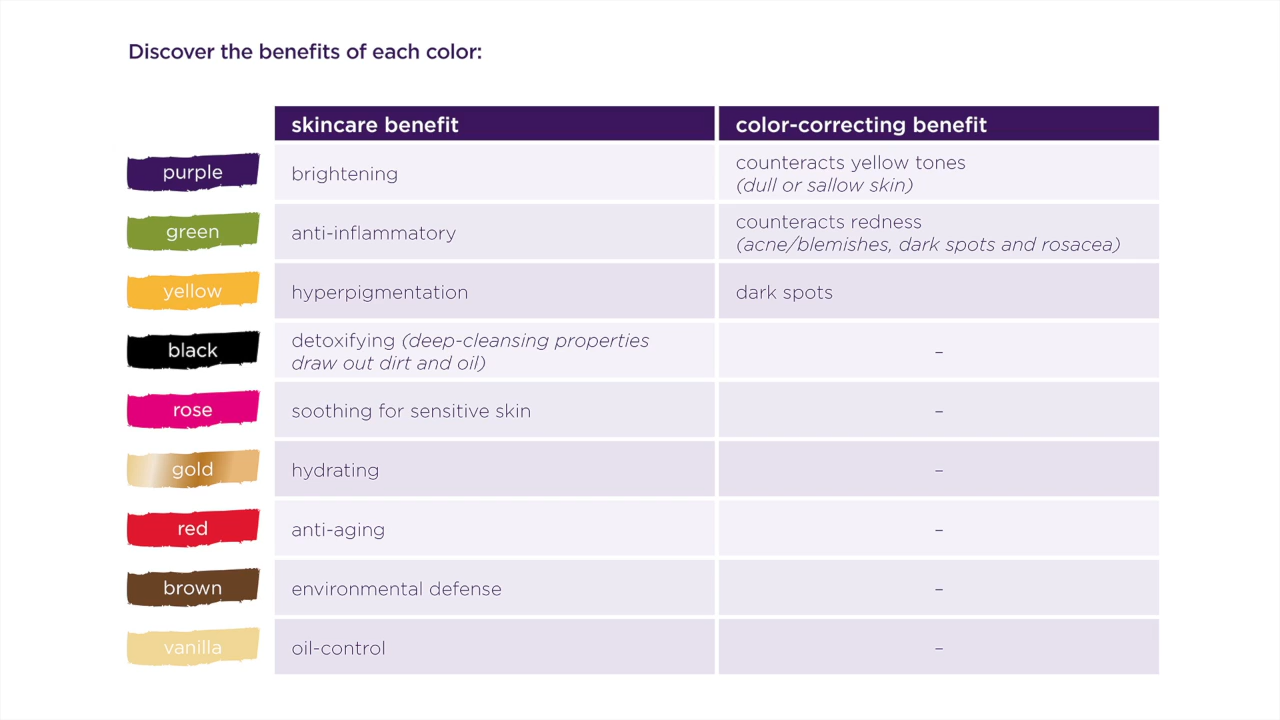 Discover the benefits of each color:
skincare benefit
color-correcting benefit
purple
brightening
counteracts yellow tones
(dull or sallow skin)
green
anti-inflammatory
counteracts redness
(acne/blemishes, dark spots and rosacea)
yellow
hyperpigmentation
dark spots
black
detoxifying (deep-cleansing properties
draw out dirt and oil)
–
rose
soothing for sensitive skin
–
gold
hydrating
–
red
anti-aging
–
brown
environmental defense
–
vanilla
oil-control
–